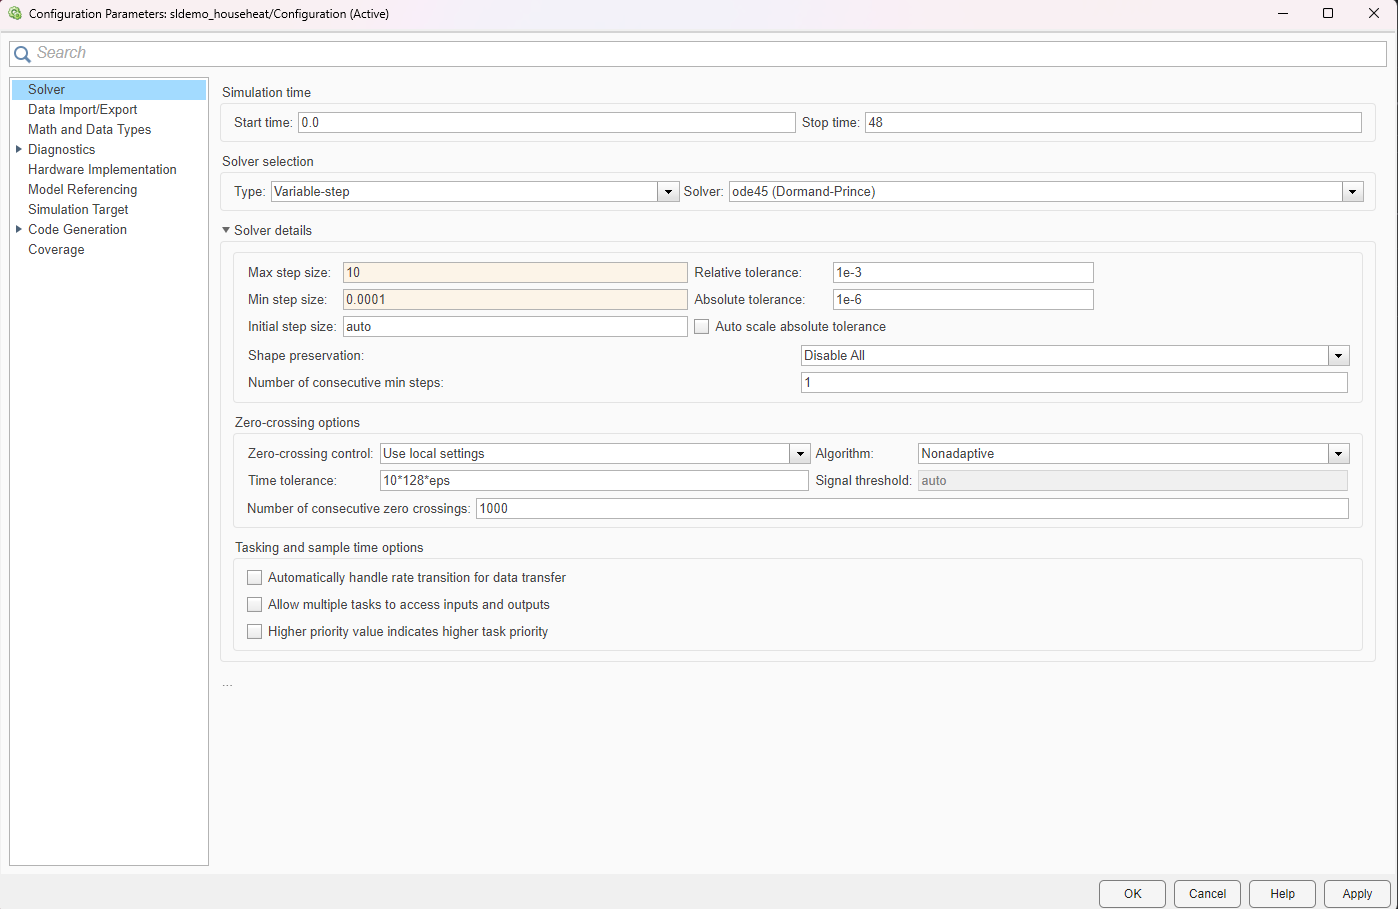 Configuration Parameters: sldemo_househeat/Configuration (Active)
Search
Solver
Data Import/Export
Math and Data Types
Diagnostics
Hardware Implementation
Model Referencing
Simulation Target
Code Generation
Coverage
Simulation time
Start time: 0.0 Stop time: 48
Solver selection
Type: Variable-step Solver: ode45 (Dormand-Prince)
Solver details
Max step size: 10 Relative tolerance: 1e-3
Min step size: 0.0001 Absolute tolerance: 1e-6
Initial step size: auto Auto scale absolute tolerance
Shape preservation: Disable All
Number of consecutive min steps: 1
Zero-crossing options
Zero-crossing control: Use local settings Algorithm: Nonadaptive
Time tolerance: 10*128*eps Signal threshold: auto
Number of consecutive zero crossings: 1000
Tasking and sample time options
Automatically handle rate transition for data transfer
Allow multiple tasks to access inputs and outputs
Higher priority value indicates higher task priority
...
OK Cancel Help Apply